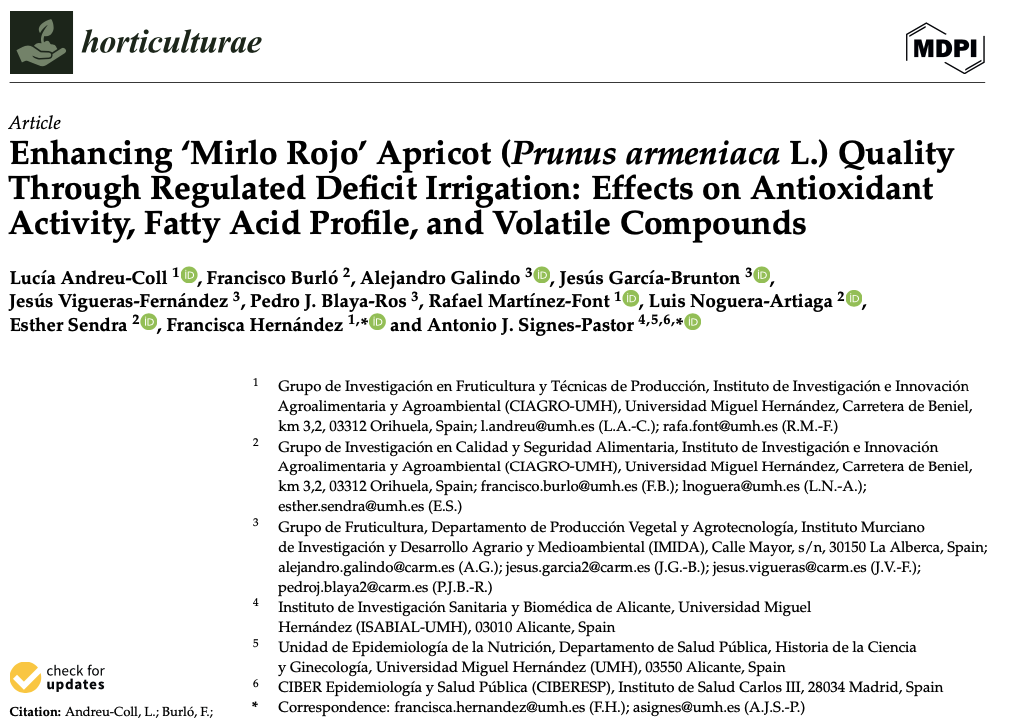 horticulturae
MDPI
Article
Enhancing ‘Mirlo Rojo’ Apricot (Prunus armeniaca L.) Quality
Through Regulated Deficit Irrigation: Effects on Antioxidant
Activity, Fatty Acid Profile, and Volatile Compounds
Lucía Andreu-Coll 1 iD, Francisco Burló 2, Alejandro Galindo 3 iD, Jesús García-Brunton 3 iD,
Jesús Vigueras-Fernández 3, Pedro J. Blaya-Ros 3, Rafael Martínez-Font 1 iD, Luis Noguera-Artiaga 2 iD,
Esther Sendra 2 iD, Francisca Hernández 1,* iD and Antonio J. Signes-Pastor 4,5,6,* iD
1 Grupo de Investigación en Fruticultura y Técnicas de Producción, Instituto de Investigación e Innovación
Agroalimentaria y Agroambiental (CIAGRO-UMH), Universidad Miguel Hernández, Carretera de Beniel,
km 3,2, 03312 Orihuela, Spain; l.andreu@umh.es (L.A.-C.); rafa.font@umh.es (R.M.-F.)
2 Grupo de Investigación en Calidad y Seguridad Alimentaria, Instituto de Investigación e Innovación
Agroalimentaria y Agroambiental (CIAGRO-UMH), Universidad Miguel Hernández, Carretera de Beniel,
km 3,2, 03312 Orihuela, Spain; francisco.burlo@umh.es (F.B.); lnoguera@umh.es (L.N.-A.);
esther.sendra@umh.es (E.S.)
3 Grupo de Fruticultura, Departamento de Producción Vegetal y Agrotecnología, Instituto Murciano
de Investigación y Desarrollo Agrario y Medioambiental (IMIDA), Calle Mayor, s/n, 30150 La Alberca, Spain;
alejandro.galindo@carm.es (A.G.); jesus.garcia2@carm.es (J.G.-B.); jesus.vigueras@carm.es (J.V.-F.);
pedroj.blaya2@carm.es (P.J.B.-R.)
4 Instituto de Investigación Sanitaria y Biomédica de Alicante, Universidad Miguel
Hernández (ISABIAL-UMH), 03010 Alicante, Spain
5 Unidad de Epidemiología de la Nutrición, Departamento de Salud Pública, Historia de la Ciencia
y Ginecología, Universidad Miguel Hernández (UMH), 03550 Alicante, Spain
6 CIBER Epidemiología y Salud Pública (CIBERESP), Instituto de Salud Carlos III, 28034 Madrid, Spain
* Correspondence: francisca.hernandez@umh.es (F.H.); asignes@umh.es (A.J.S.-P.)
check for
updates
Citation: Andreu-Coll, L.; Burló, F.;